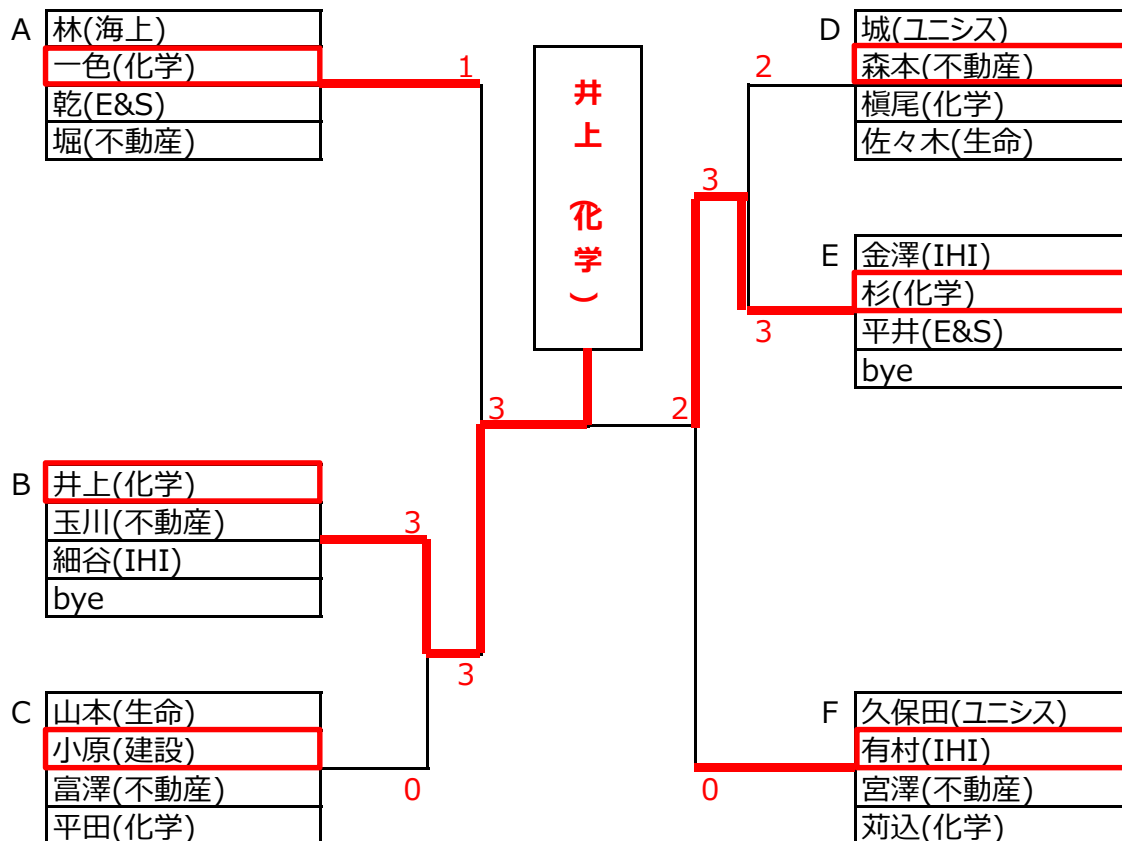 A
林(海上)
一色(化学)
乾(E&S)
堀(不動産)
1
井上(化学)
2
D
城(ユニシス)
森本(不動産)
槇尾(化学)
佐々木(生命)
3
E
金澤(IHI)
杉(化学)
平井(E&S)
bye
3
3
2
B
井上(化学)
玉川(不動産)
細谷(IHI)
bye
3
3
C
山本(生命)
小原(建設)
富澤(不動産)
平田(化学)
0
0
F
久保田(ユニシス)
有村(IHI)
宮澤(不動産)
苅込(化学)